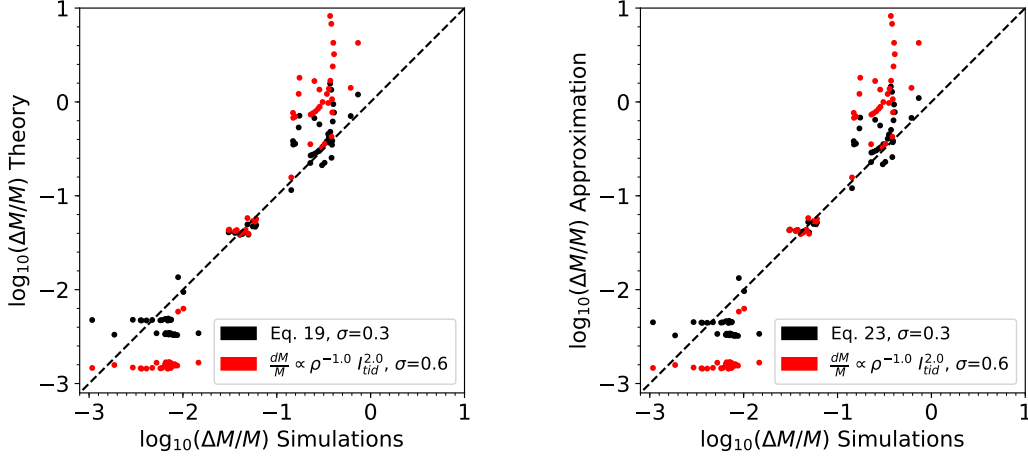 log₁₀(ΔM/M) Theory
1
0
−1
−2
−3
−3 −2 −1 0 1
log₁₀(ΔM/M) Simulations
Eq. 19, σ=0.3
dM/M ∝ ρ^−1.0 I_tid^2.0, σ=0.6
log₁₀(ΔM/M) Approximation
1
0
−1
−2
−3
−3 −2 −1 0 1
log₁₀(ΔM/M) Simulations
Eq. 23, σ=0.3
dM/M ∝ ρ^−1.0 I_tid^2.0, σ=0.6